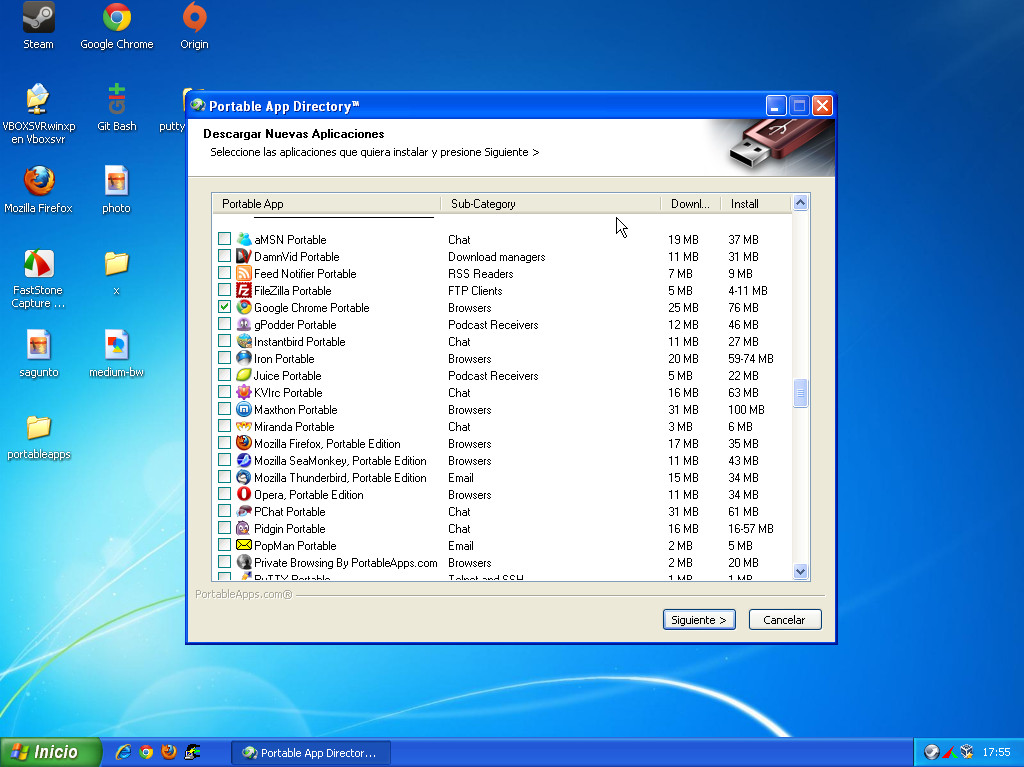 Steam
Google Chrome
Origin
VBOXSVRwinxp
en Vboxsvr
Git Bash
putty
Mozilla Firefox
photo
FastStone
Capture ...
x
sagunto
medium-bw
portableapps
Portable App Directory™
Descargar Nuevas Aplicaciones
Seleccione las aplicaciones que quiera instalar y presione Siguiente >
Portable App Sub-Category Downl... Install
aMSN Portable Chat 19 MB 37 MB
DamnVid Portable Download managers 11 MB 31 MB
Feed Notifier Portable RSS Readers 7 MB 9 MB
FileZilla Portable FTP Clients 5 MB 4-11 MB
Google Chrome Portable Browsers 25 MB 76 MB
gPodder Portable Podcast Receivers 12 MB 46 MB
Instantbird Portable Chat 11 MB 27 MB
Iron Portable Browsers 20 MB 59-74 MB
Juice Portable Podcast Receivers 5 MB 22 MB
KVIrc Portable Chat 16 MB 63 MB
Maxthon Portable Browsers 31 MB 100 MB
Miranda Portable Chat 3 MB 6 MB
Mozilla Firefox, Portable Edition Browsers 17 MB 35 MB
Mozilla SeaMonkey, Portable Edition Browsers 11 MB 43 MB
Mozilla Thunderbird, Portable Edition Email 15 MB 34 MB
Opera, Portable Edition Browsers 11 MB 34 MB
PChat Portable Chat 31 MB 61 MB
Pidgin Portable Chat 16 MB 16-57 MB
PopMan Portable Email 2 MB 5 MB
Private Browsing By PortableApps.com Browsers 2 MB 20 MB
PuTTY Portable Telnet and SSH 1 MB 1 MB
PortableApps.com®
Siguiente >
Cancelar
Inicio
Portable App Director...
17:55